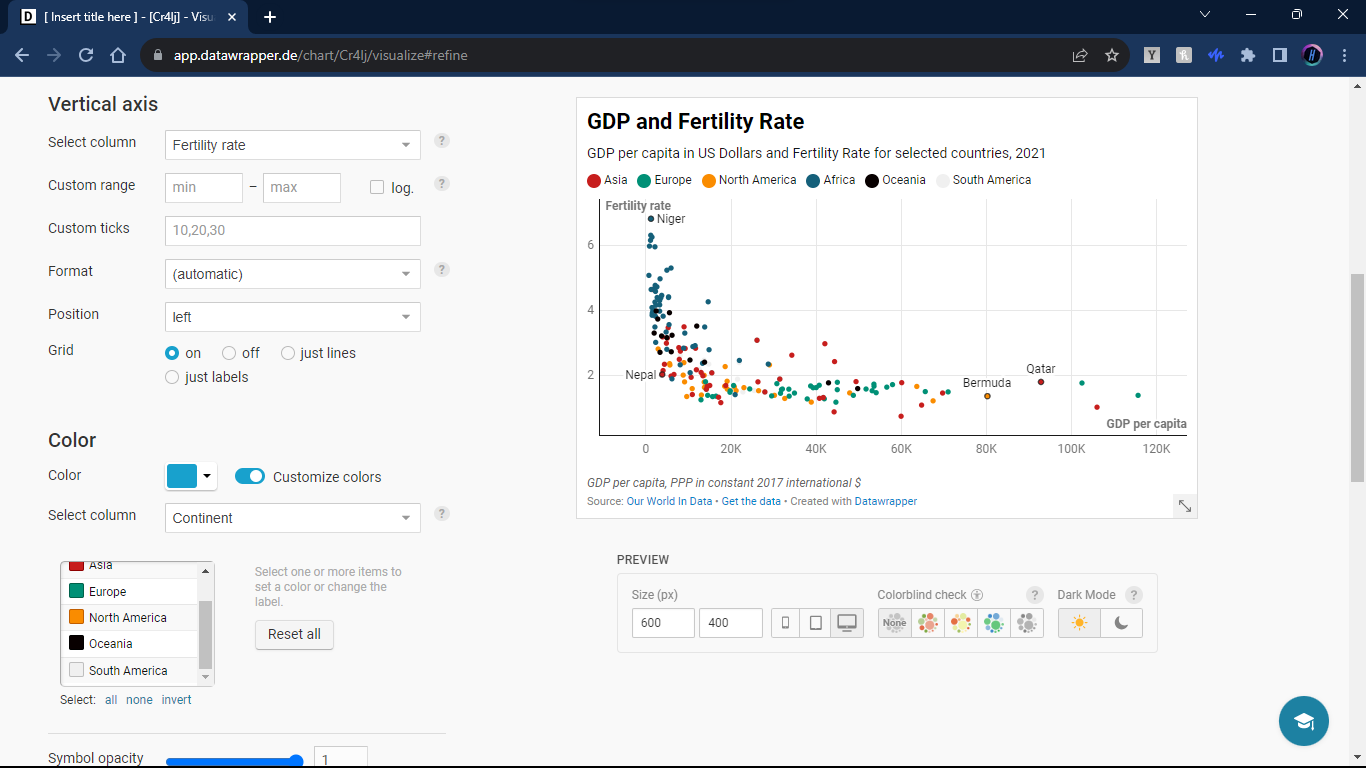 [ Insert title here ] - [Cr4lj] - Visu
app.datawrapper.de/chart/Cr4lj/visualize#refine
Vertical axis
Select column
Fertility rate
?
Custom range
min
–
max
log.
?
Custom ticks
10,20,30
Format
(automatic)
?
Position
left
Grid
on
off
just lines
just labels
Color
Color
Customize colors
Select column
Continent
?
Asia
Europe
North America
Oceania
South America
Select one or more items to
set a color or change the
label.
Reset all
Select: all none invert
Symbol opacity
1
GDP and Fertility Rate
GDP per capita in US Dollars and Fertility Rate for selected countries, 2021
Asia Europe North America Africa Oceania South America
Fertility rate
Niger
6
4
2
Nepal
Bermuda
Qatar
GDP per capita
0 20K 40K 60K 80K 100K 120K
GDP per capita, PPP in constant 2017 international $
Source: Our World In Data • Get the data • Created with Datawrapper
PREVIEW
Size (px)
600
400
Colorblind check
?
None
Dark Mode
?